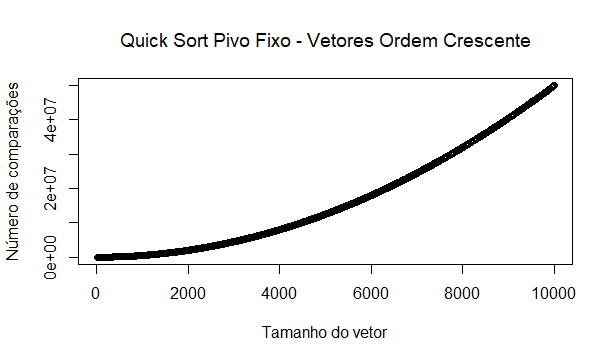 Quick Sort Pivo Fixo - Vetores Ordem Crescente
Número de comparações
4e+07
2e+07
0e+00
0 2000 4000 6000 8000 10000
Tamanho do vetor